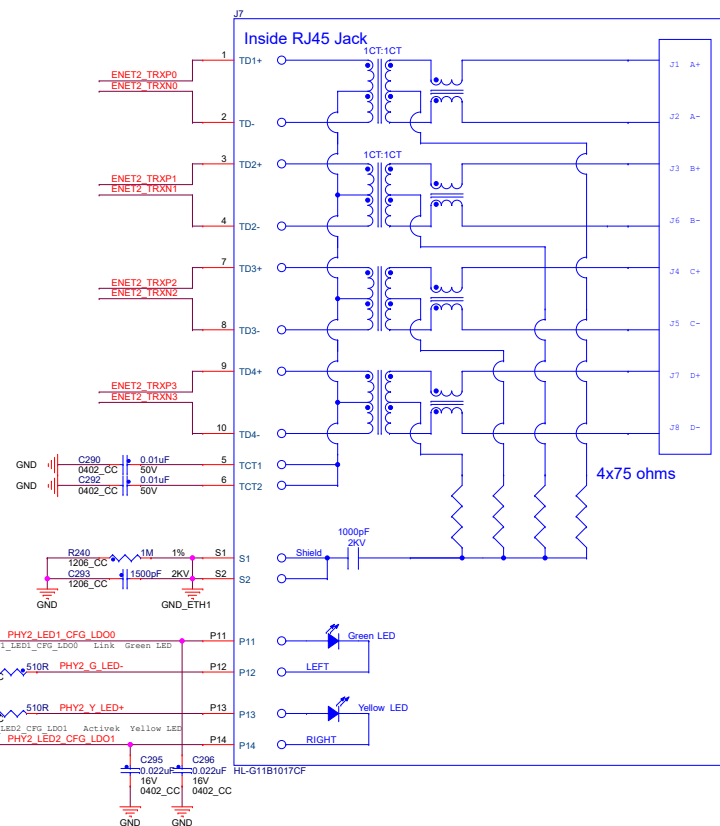 J7
Inside RJ45 Jack
1CT:1CT
1 TD1+
ENET2_TRXP0
ENET2_TRXN0
J1 A+
2 TD-
J2 A-
1CT:1CT
3 TD2+
J3 B+
ENET2_TRXP1
ENET2_TRXN1
4 TD2-
J6 B-
7 TD3+
J4 C+
ENET2_TRXP2
ENET2_TRXN2
8 TD3-
J5 C-
9 TD4+
J7 D+
ENET2_TRXP3
ENET2_TRXN3
10 TD4-
J8 D-
GND C290 0.01uF 5 TCT1
0402_CC 50V
GND C292 0.01uF 6 TCT2
0402_CC 50V
4x75 ohms
1000pF
2KV
R240 1M 1% S1 S1 Shield
1206_CC
C293 1500pF 2KV S2 S2
1206_CC
GND GND_ETH1
PHY2_LED1_CFG_LDO0 P11 P11 Green LED
1_LED1_CFG_LDO0 Link Green LED
510R PHY2_G_LED- P12 P12 LEFT
510R PHY2_Y_LED+ P13 P13 Yellow LED
LED2_CFG_LDO1 Activek Yellow LED
PHY2_LED2_CFG_LDO1 P14 P14 RIGHT
HL-G11B1017CF
C295 C296
0.022uF 0.022uF
16V 16V
0402_CC 0402_CC
GND GND